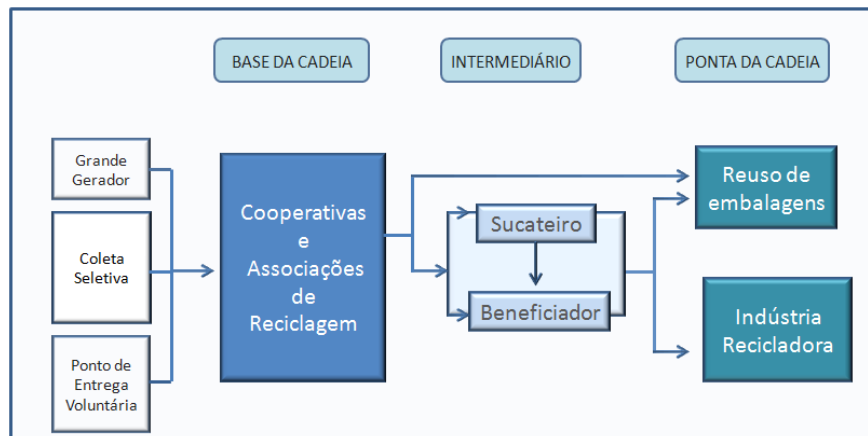 BASE DA CADEIA
INTERMEDIÁRIO
PONTA DA CADEIA
Grande
Gerador
Coleta
Seletiva
Ponto de
Entrega
Voluntária
Cooperativas
e
Associações
de
Reciclagem
Sucateiro
Beneficiador
Reuso de
embalagens
Indústria
Recicladora